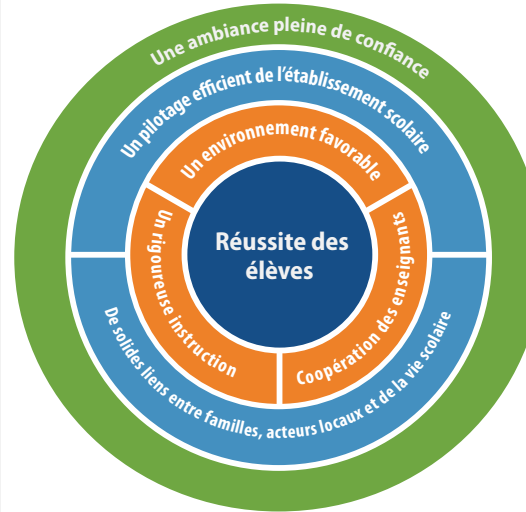 Une ambiance pleine de confiance
Un pilotage efficient de l'établissement scolaire
Un environnement favorable
Réussite des
élèves
Un rigoureuse instruction
Coopération des enseignants
De solides liens entre familles, acteurs locaux et de la vie scolaire